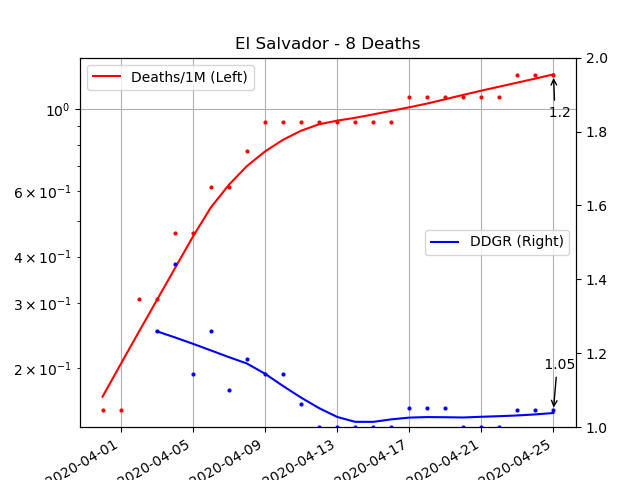 El Salvador - 8 Deaths
Deaths/1M (Left)
DDGR (Right)
10⁰
6 × 10⁻¹
4 × 10⁻¹
3 × 10⁻¹
2 × 10⁻¹
2.0
1.8
1.6
1.4
1.2
1.0
1.2
1.05
2020-04-01
2020-04-05
2020-04-09
2020-04-13
2020-04-17
2020-04-21
2020-04-25